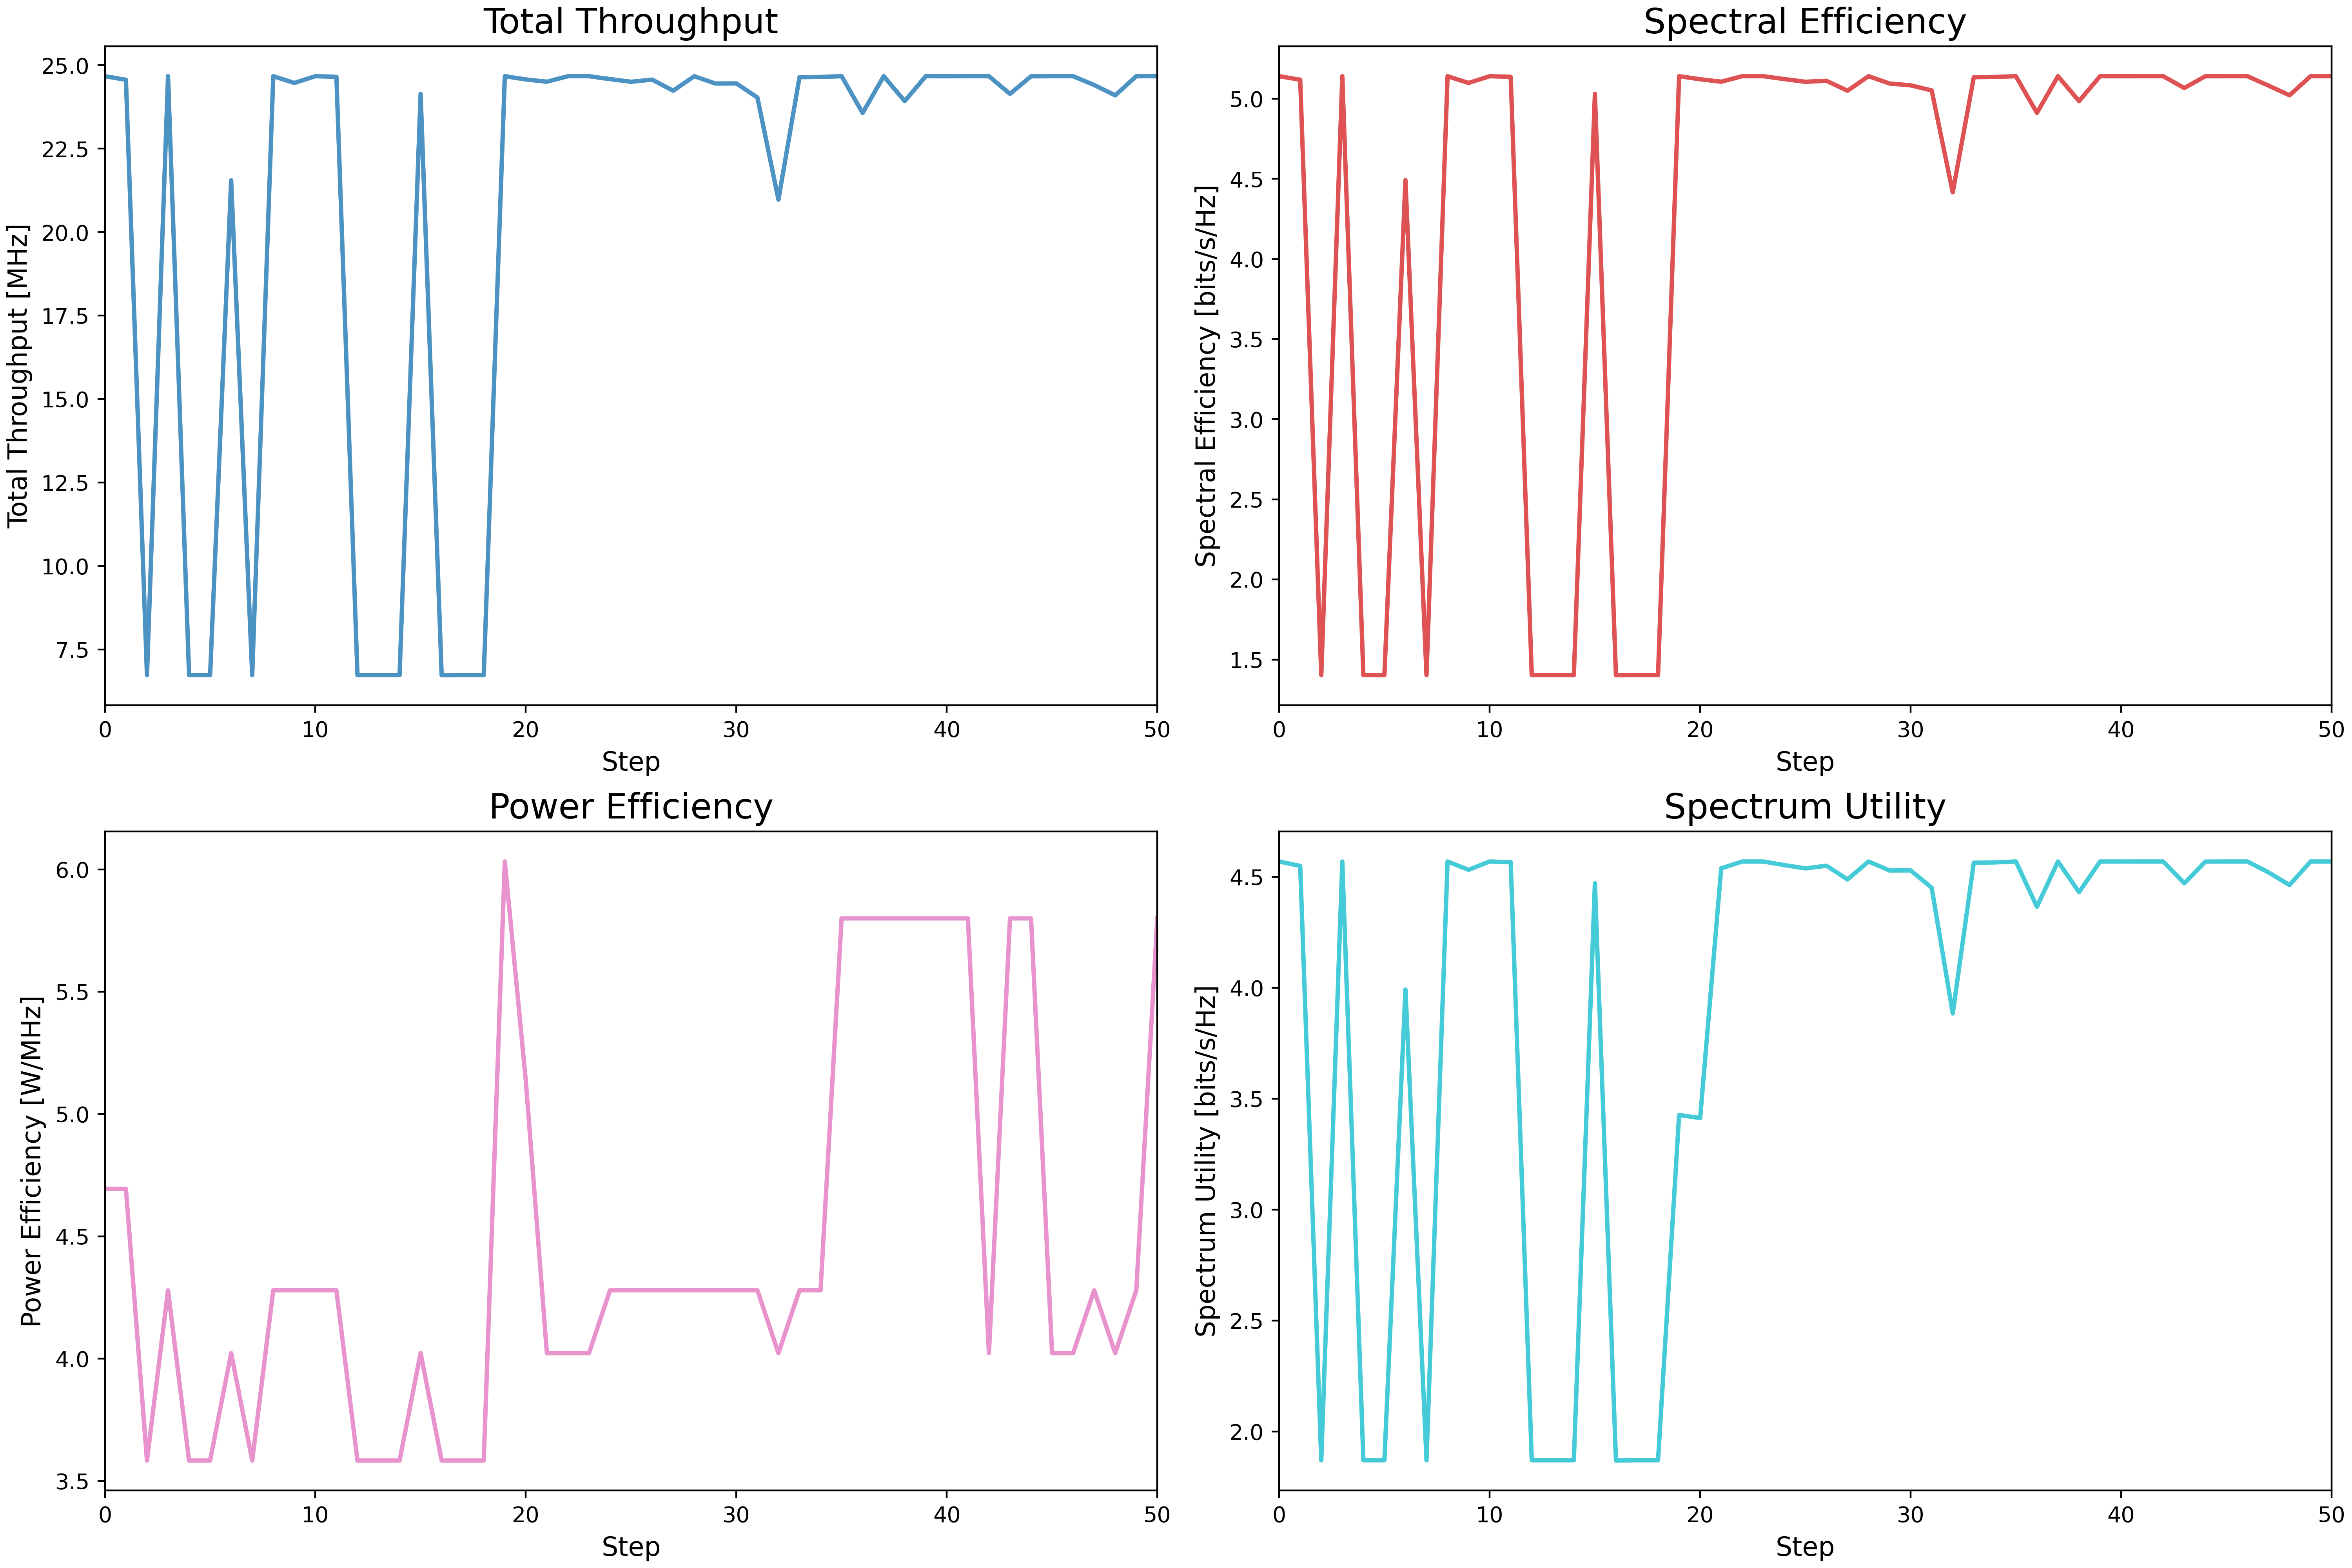 Total Throughput
Total Throughput [MHz]
25.0
22.5
20.0
17.5
15.0
12.5
10.0
7.5
0 10 20 30 40 50
Step
Spectral Efficiency
Spectral Efficiency [bits/s/Hz]
5.0
4.5
4.0
3.5
3.0
2.5
2.0
1.5
0 10 20 30 40 50
Step
Power Efficiency
Power Efficiency [W/MHz]
6.0
5.5
5.0
4.5
4.0
3.5
0 10 20 30 40 50
Step
Spectrum Utility
Spectrum Utility [bits/s/Hz]
4.5
4.0
3.5
3.0
2.5
2.0
0 10 20 30 40 50
Step